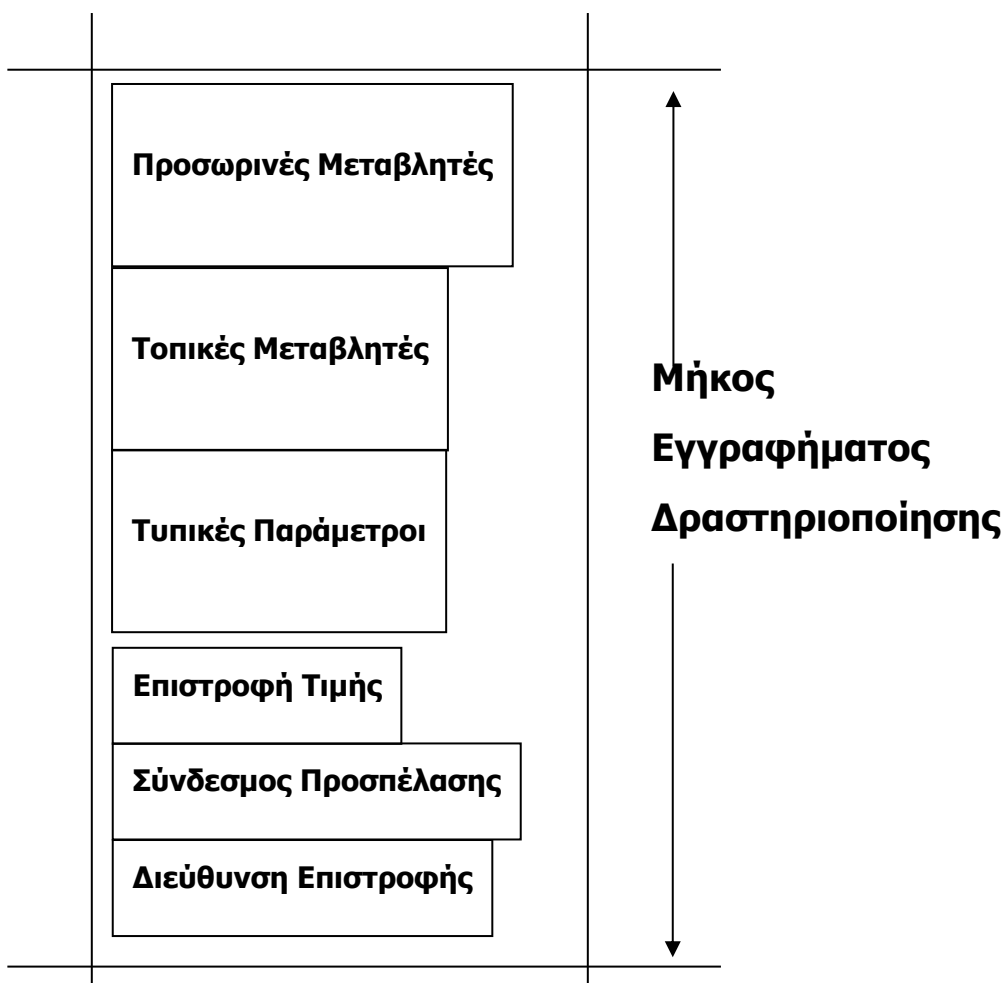 Προσωρινές Μεταβλητές
Τοπικές Μεταβλητές
Τυπικές Παράμετροι
Επιστροφή Τιμής
Σύνδεσμος Προσπέλασης
Διεύθυνση Επιστροφής
Μήκος
Εγγραφήματος
Δραστηριοποίησης